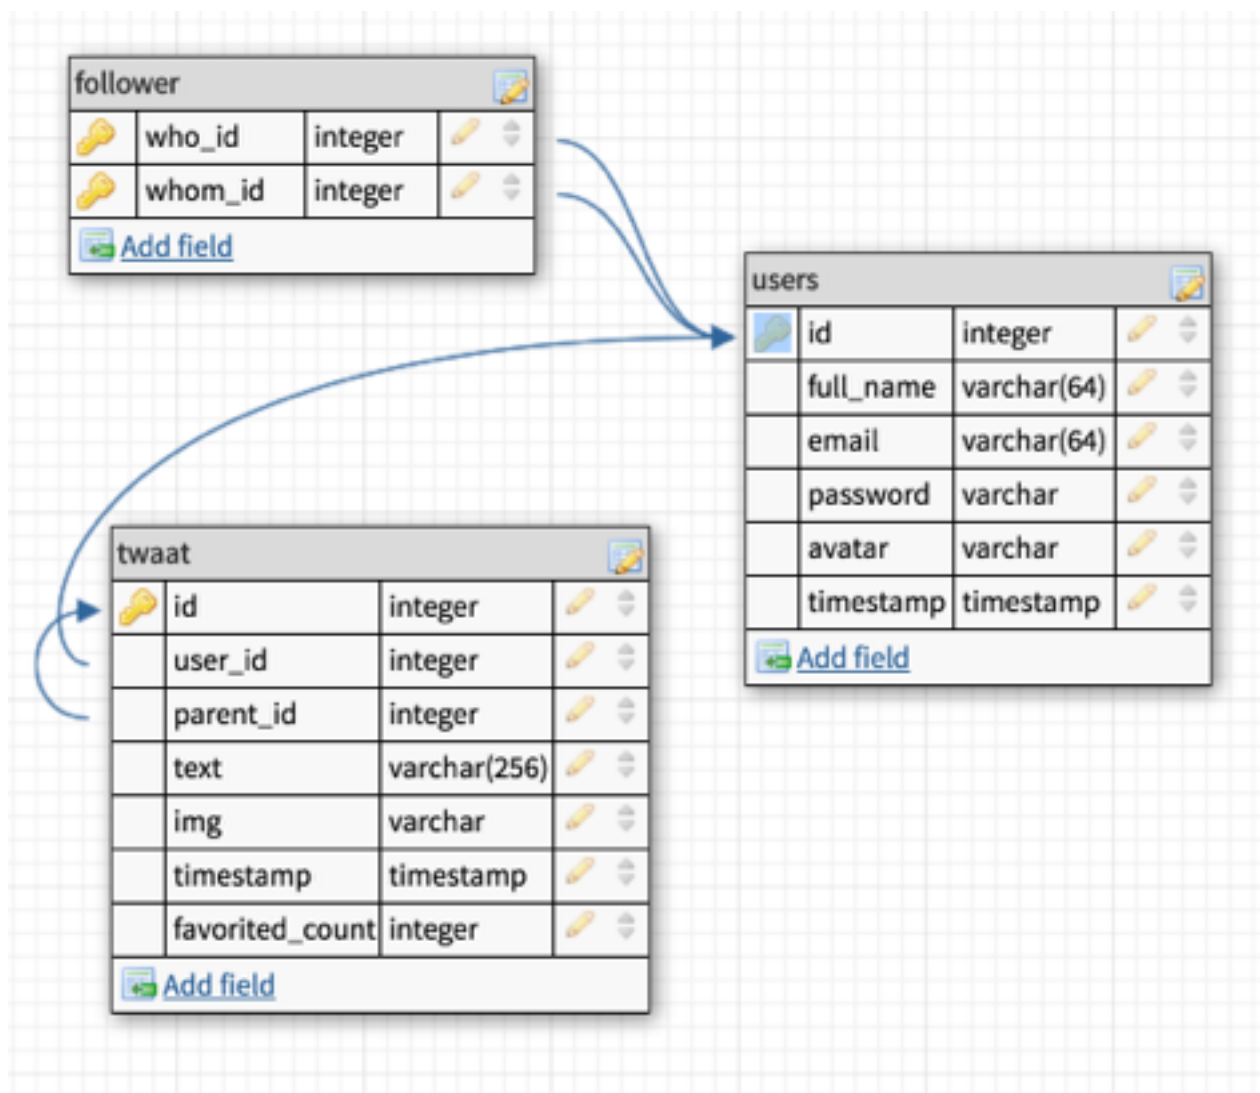 follower
who_id integer
whom_id integer
Add field
users
id integer
full_name varchar(64)
email varchar(64)
password varchar
avatar varchar
timestamp timestamp
Add field
twaat
id integer
user_id integer
parent_id integer
text varchar(256)
img varchar
timestamp timestamp
favorited_count integer
Add field